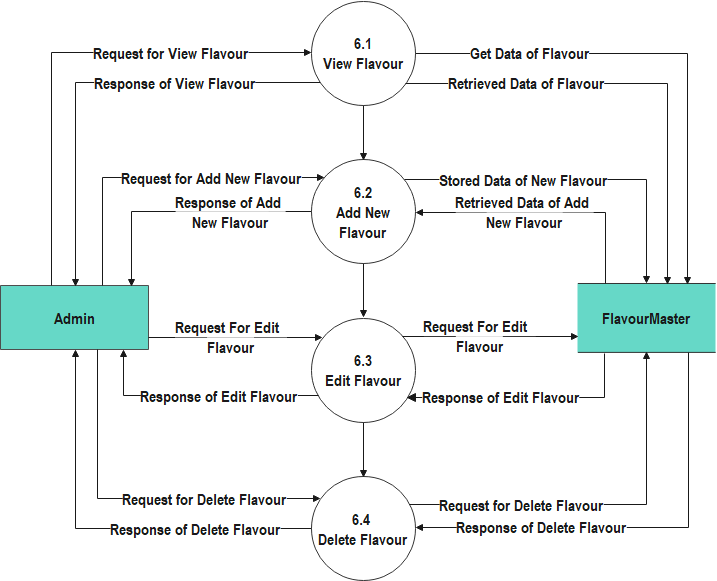 6.1
View Flavour
Request for View Flavour
Get Data of Flavour
Response of View Flavour
Retrieved Data of Flavour
Request for Add New Flavour
6.2
Add New
Flavour
Stored Data of New Flavour
Response of Add
New Flavour
Retrieved Data of Add
New Flavour
Admin
FlavourMaster
Request For Edit
Flavour
6.3
Edit Flavour
Request For Edit
Flavour
Response of Edit Flavour
Response of Edit Flavour
Request for Delete Flavour
6.4
Delete Flavour
Request for Delete Flavour
Response of Delete Flavour
Response of Delete Flavour